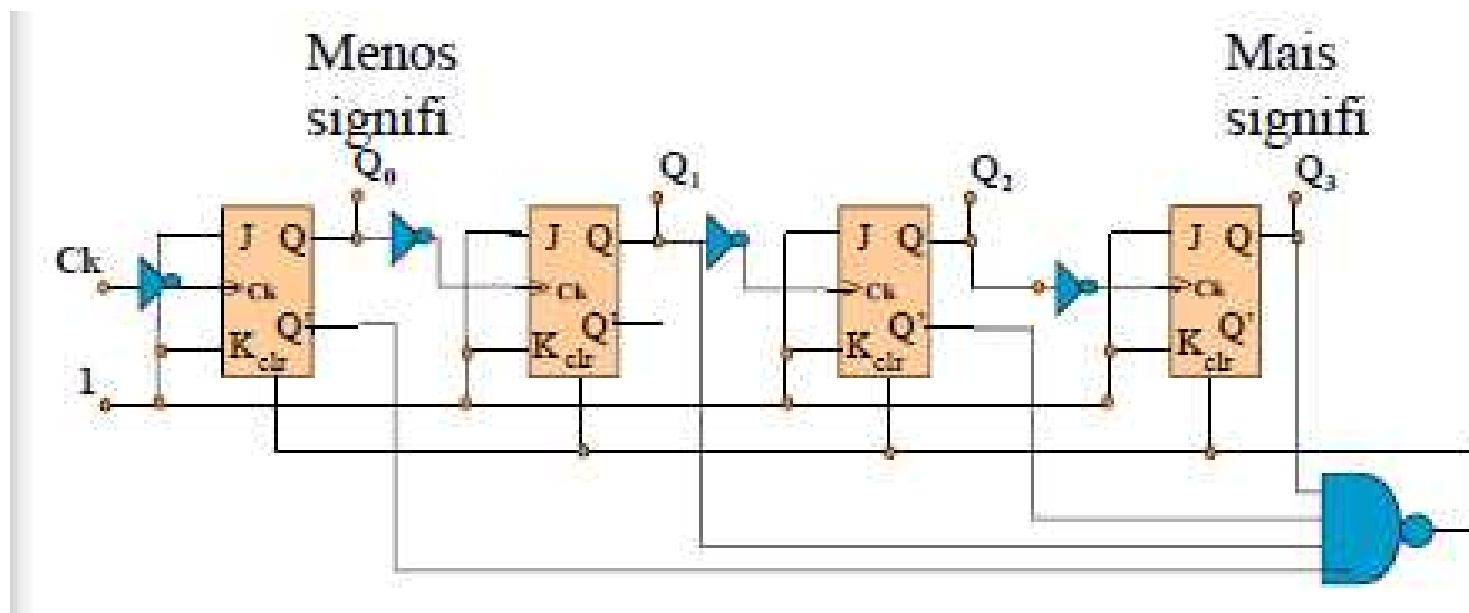 Menos
signifi
Mais
signifi
Q₀
Q₁
Q₂
Q₃
J Q
J Q
J Q
J Q
Ck
Ck
Ck
Ck
Ck
Q'
Q'
Q'
Q'
K clr
K clr
K clr
K clr
1